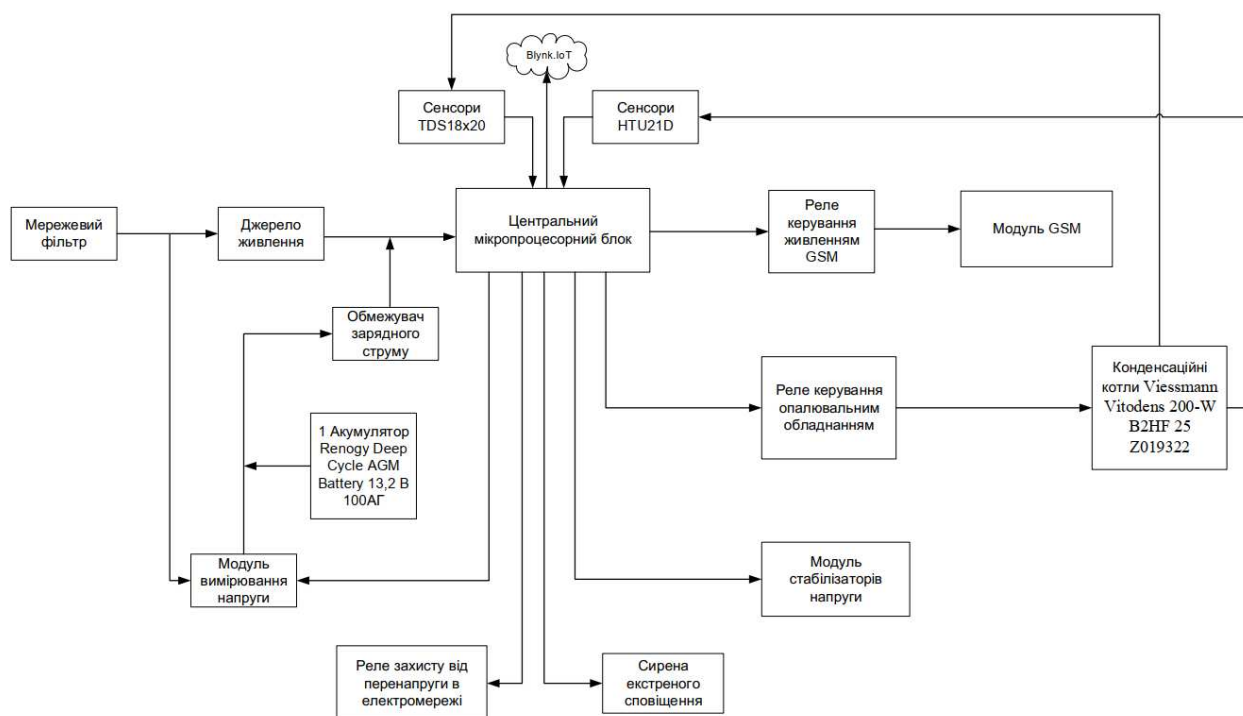 Blynk.IoT
Сенсори
TDS18x20
Сенсори
HTU21D
Мережевий
фільтр
Джерело
живлення
Центральний
мікропроцесорний блок
Реле
керування
живленням
GSM
Модуль GSM
Обмежувач
зарядного
струму
Реле керування
опалювальним
обладнанням
Конденсаційні
котли Viessmann
Vitodens 200-W
B2HF 25
Z019322
1 Акумулятор
Renogy Deep
Cycle AGM
Battery 13,2 В
100АГ
Модуль
вимірювання
напруги
Модуль
стабілізаторів
напруги
Реле захисту від
перенапруги в
електромережі
Сирена
екстреного
сповіщення